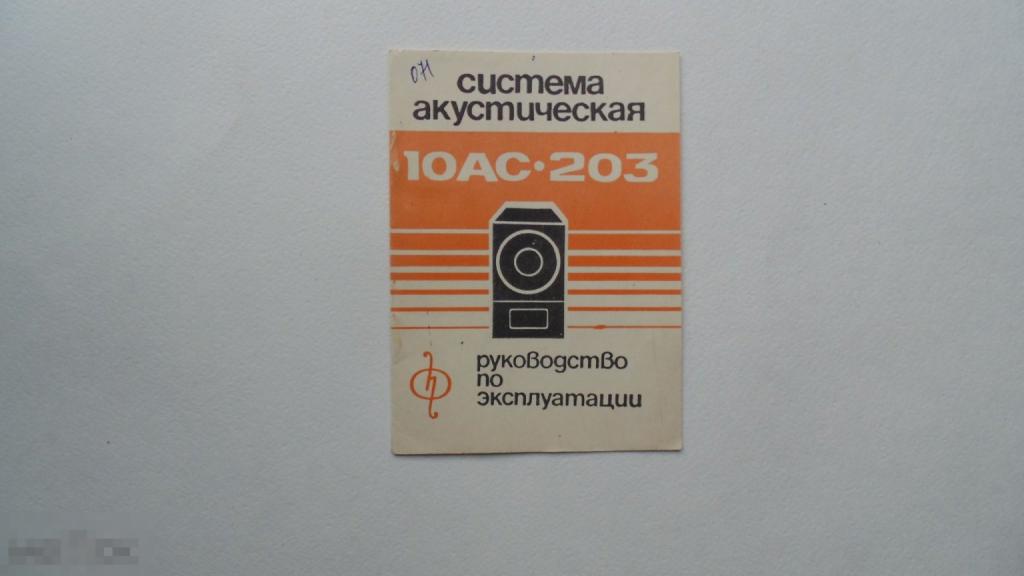 071
система
акустическая
10АС·203
руководство
по
эксплуатации